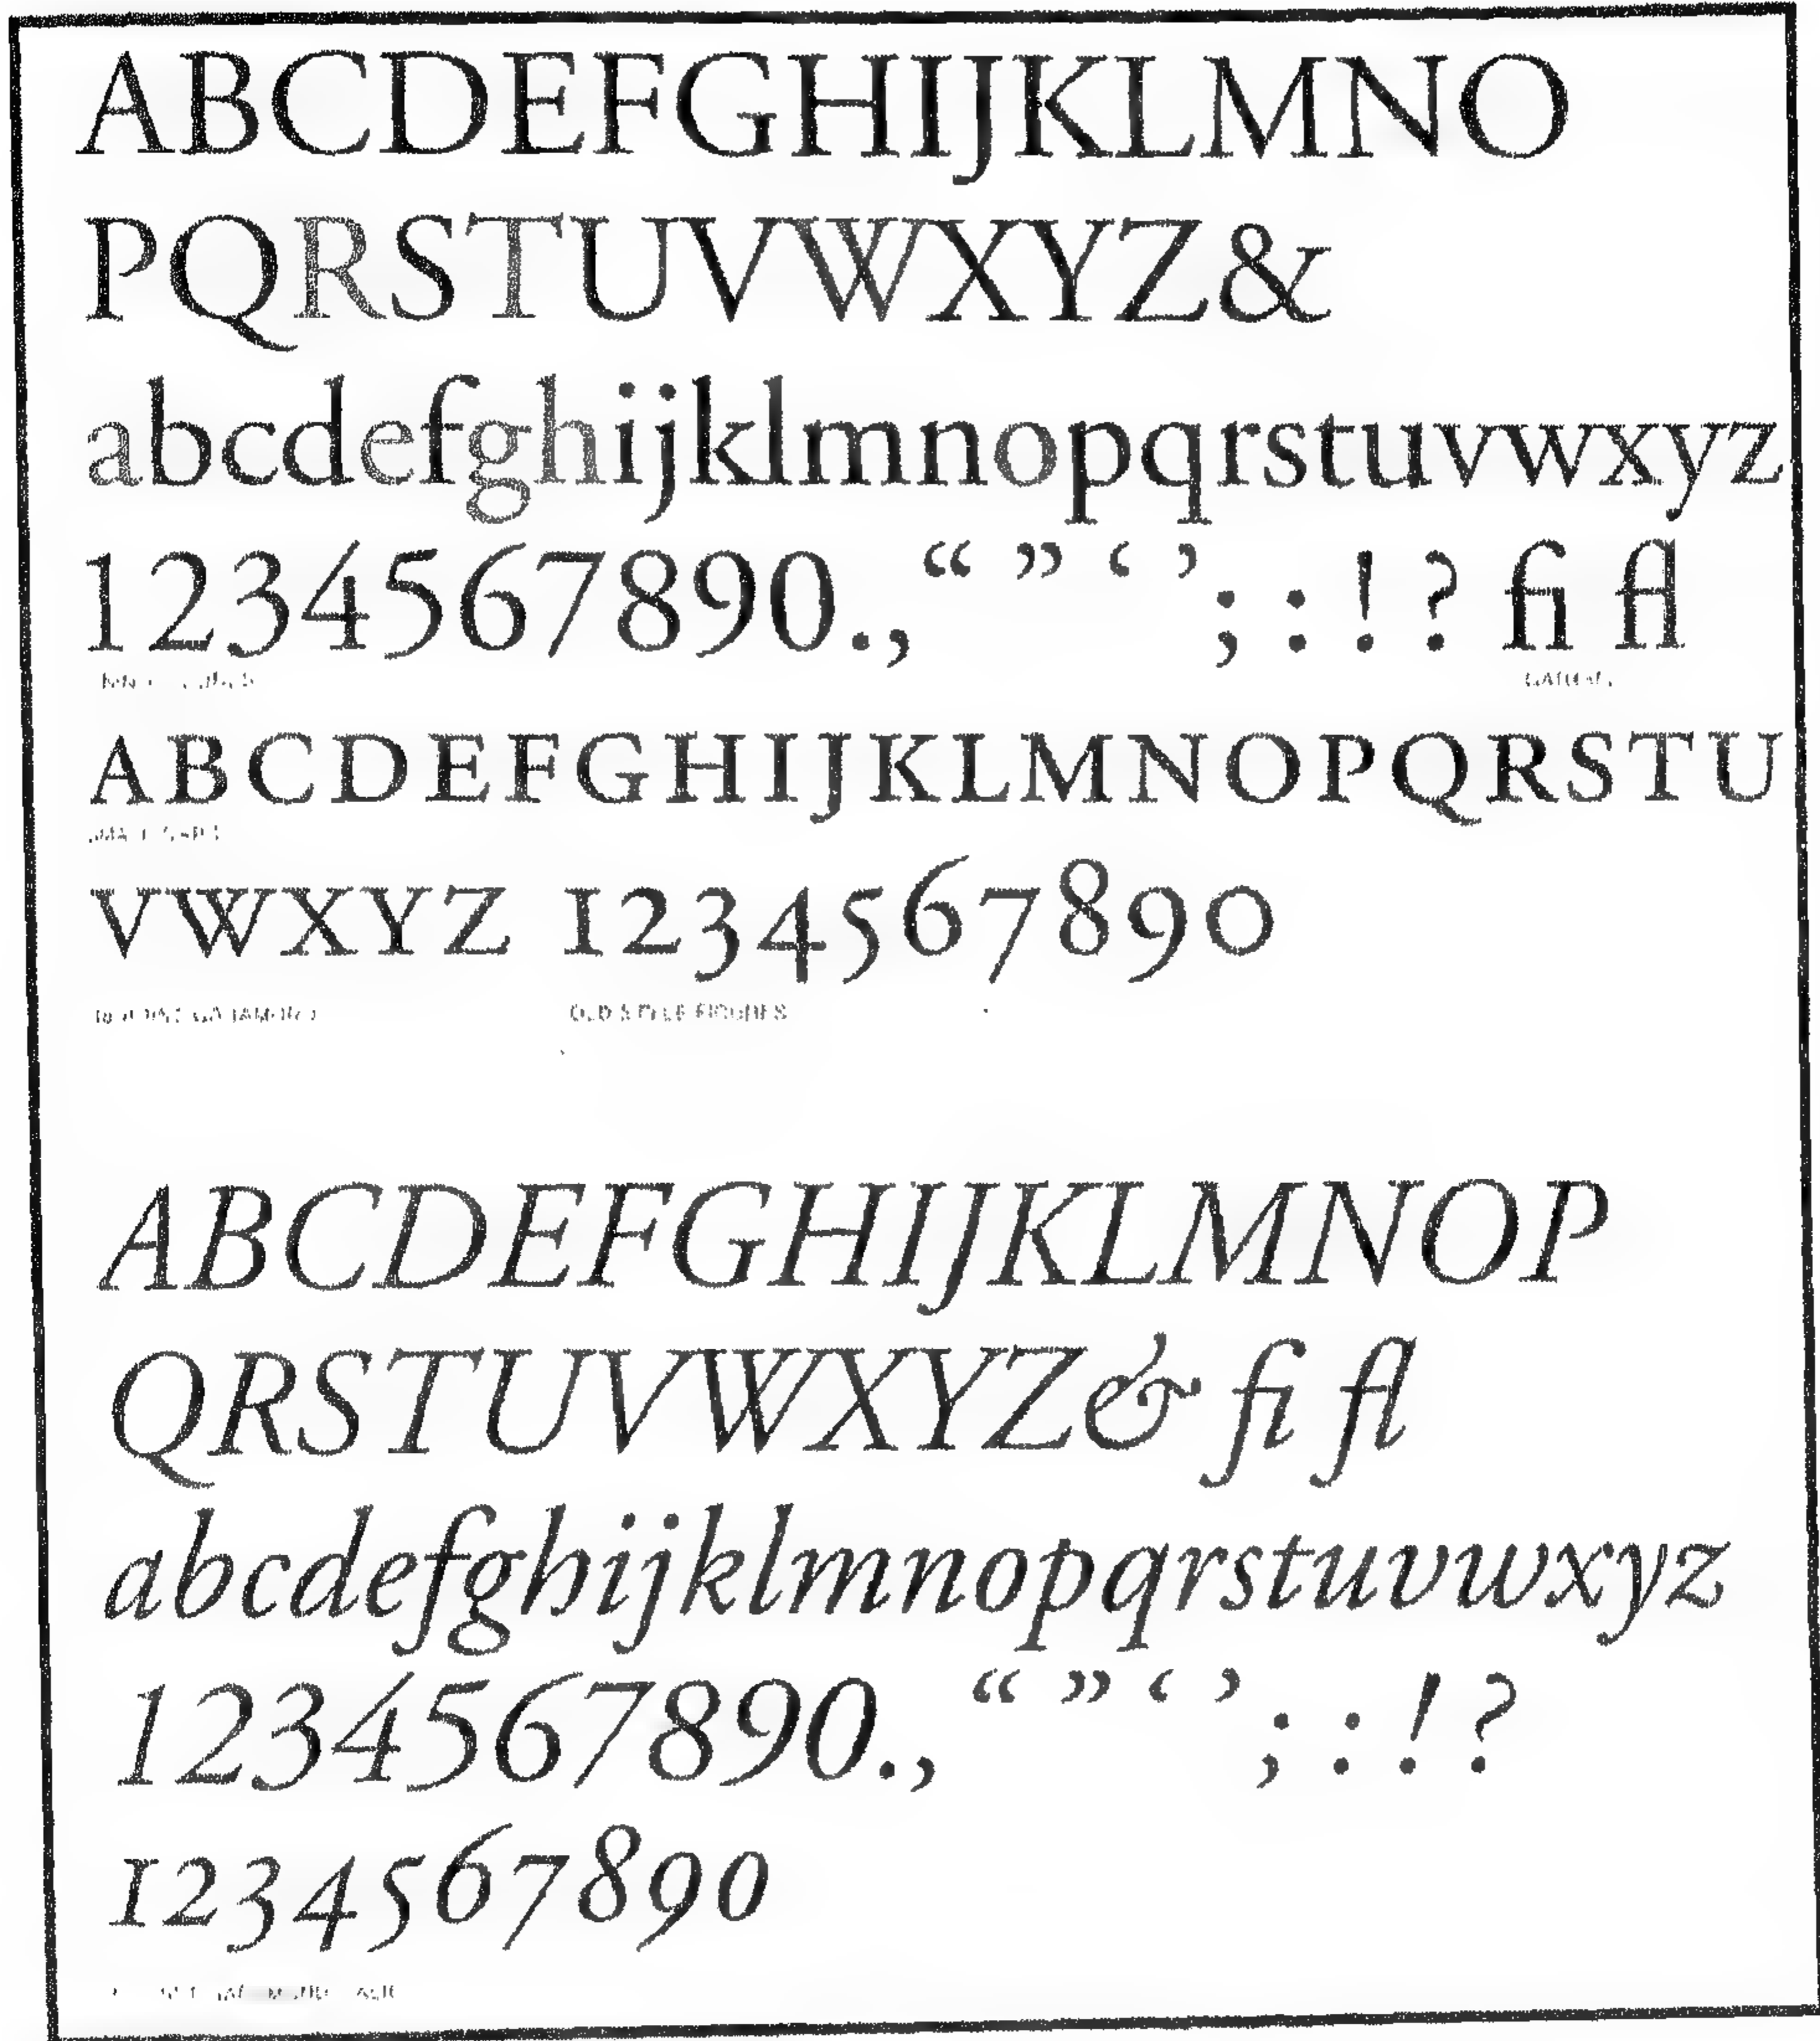 ABCDEFGHIJKLMNO
PQRSTUVWXYZ&
abcdefghijklmnopqrstuvwxyz
1234567890., “ ” ‘ ’ ; : ! ? fi fl
ABCDEFGHIJKLMNOPQRSTU
VWXYZ 1234567890
OLD STYLE FIGURES
ABCDEFGHIJKLMNOP
QRSTUVWXYZ& fi fl
abcdefghijklmnopqrstuvwxyz
1234567890., “ ” ‘ ’ ; : ! ?
1234567890